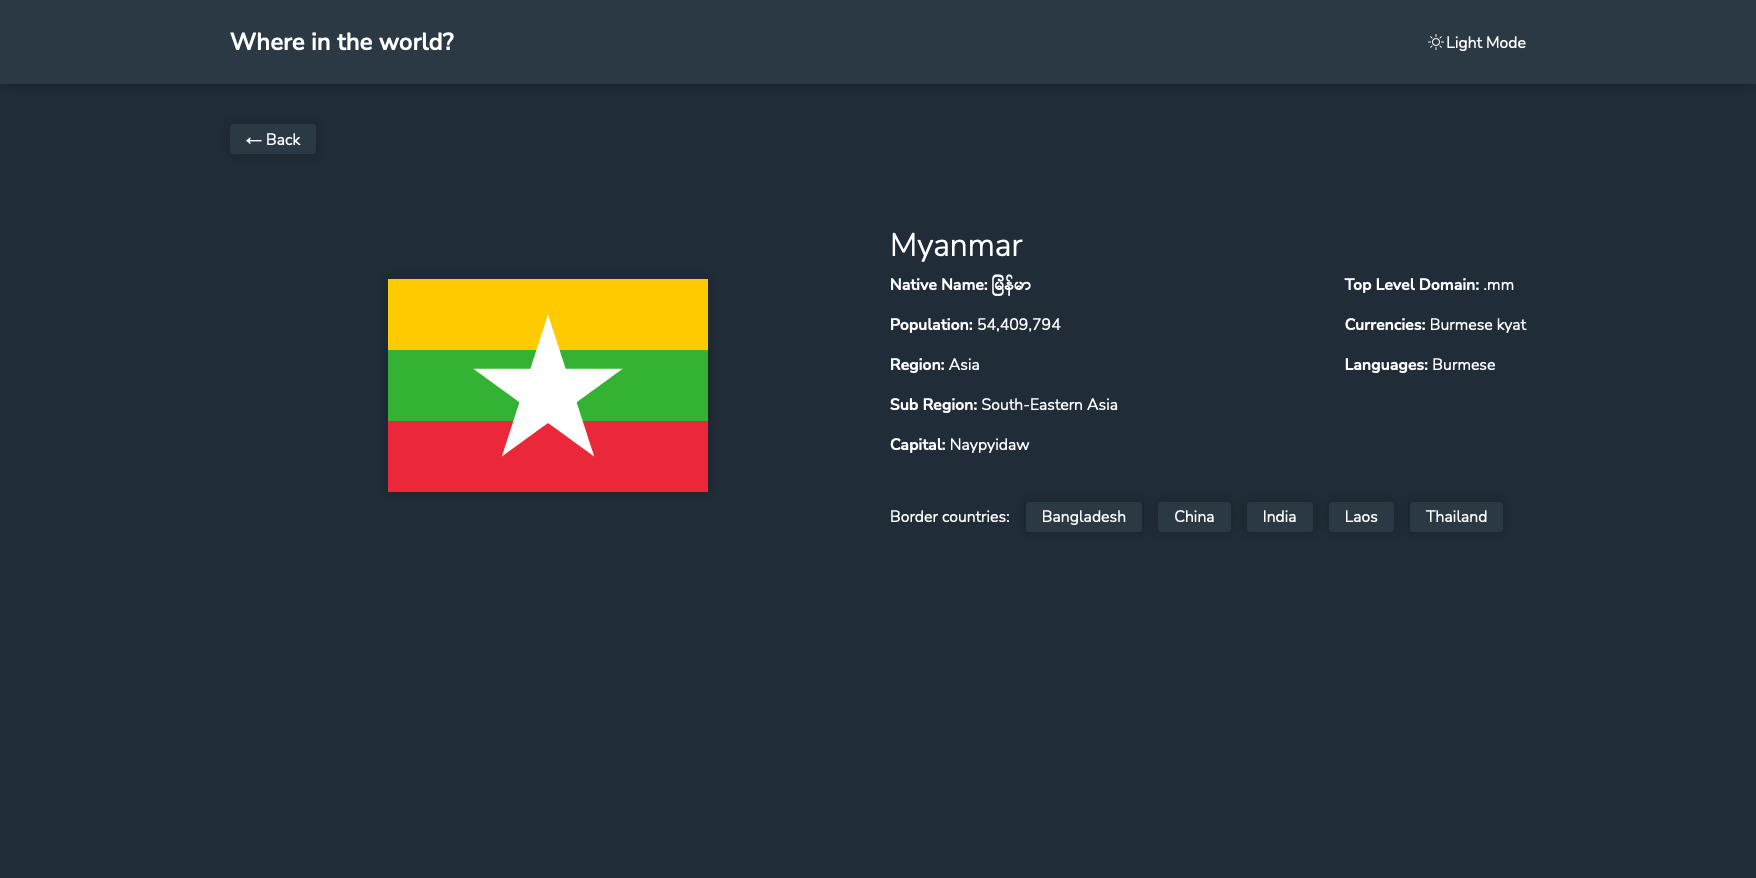 Where in the world?
Light Mode
← Back
Myanmar
Native Name: မြန်မာ
Population: 54,409,794
Region: Asia
Sub Region: South-Eastern Asia
Capital: Naypyidaw
Top Level Domain: .mm
Currencies: Burmese kyat
Languages: Burmese
Border countries: Bangladesh China India Laos Thailand